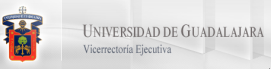 UNIVERSIDAD DE GUADALAJARA
Vicerrectoría Ejecutiva